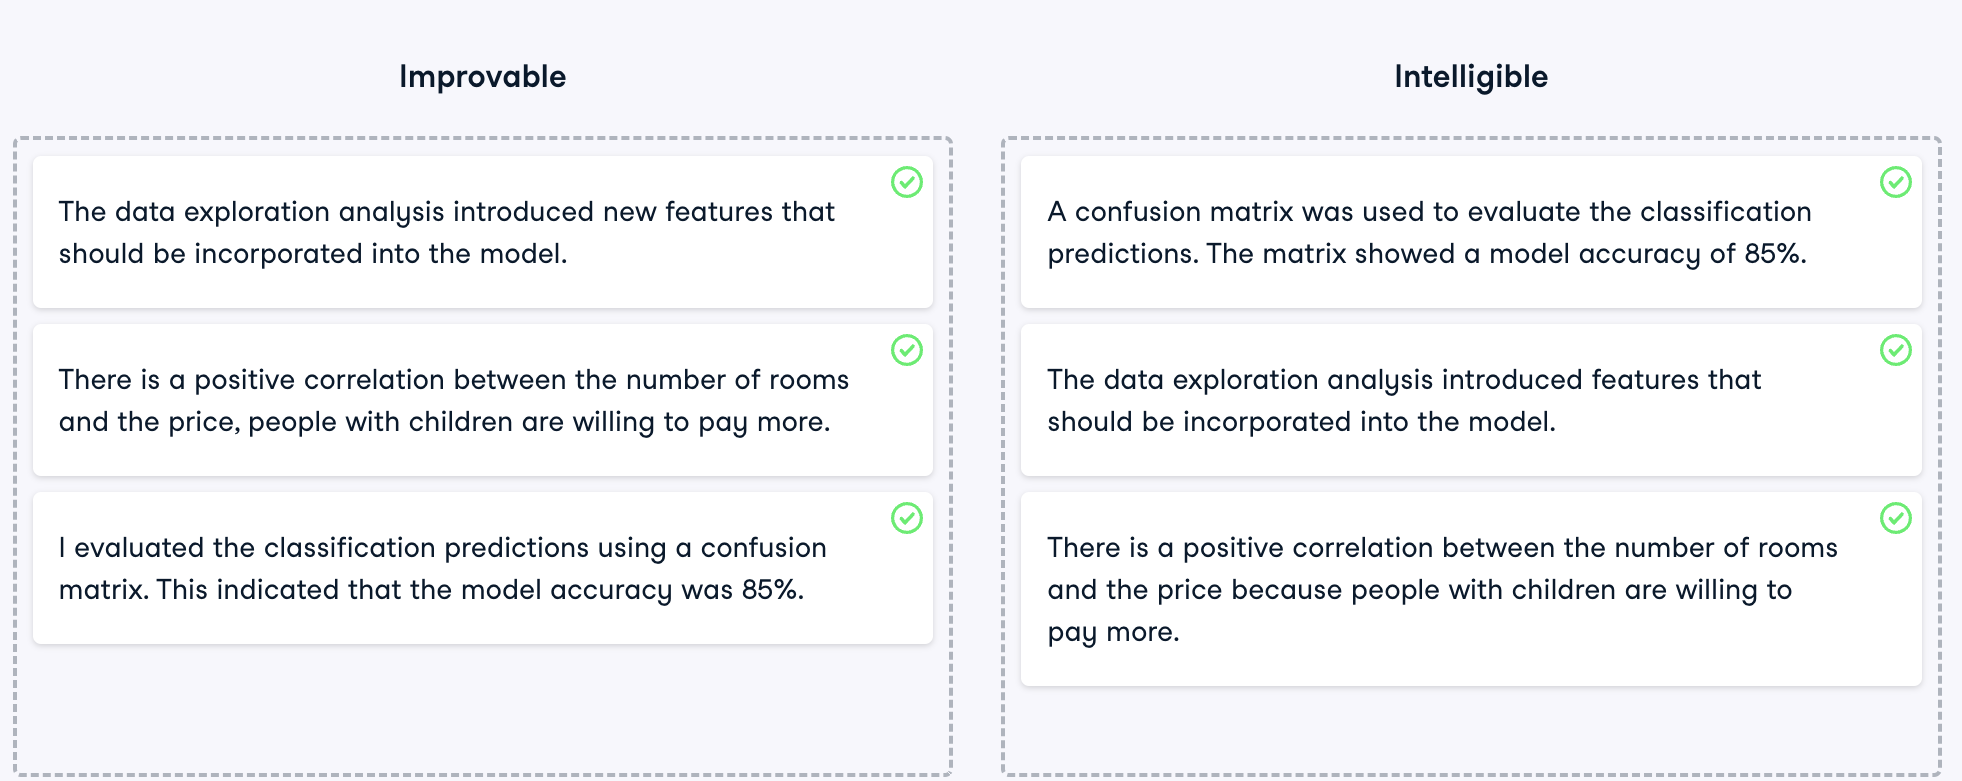 Improvable
The data exploration analysis introduced new features that
should be incorporated into the model.
There is a positive correlation between the number of rooms
and the price, people with children are willing to pay more.
I evaluated the classification predictions using a confusion
matrix. This indicated that the model accuracy was 85%.
Intelligible
A confusion matrix was used to evaluate the classification
predictions. The matrix showed a model accuracy of 85%.
The data exploration analysis introduced features that
should be incorporated into the model.
There is a positive correlation between the number of rooms
and the price because people with children are willing to
pay more.